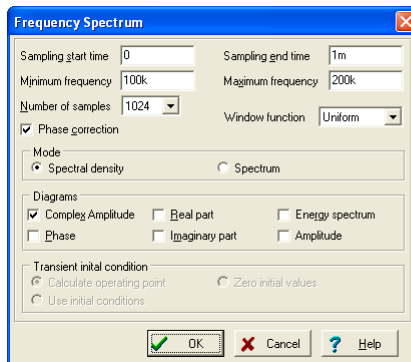 Frequency Spectrum
Sampling start time 0 Sampling end time 1m
Minimum frequency 100k Maximum frequency 200k
Number of samples 1024 Window function Uniform
Phase correction
Mode
Spectral density Spectrum
Diagrams
Complex Amplitude Real part Energy spectrum
Phase Imaginary part Amplitude
Transient inital condition
Calculate operating point Zero initial values
Use initial conditions
OK Cancel Help